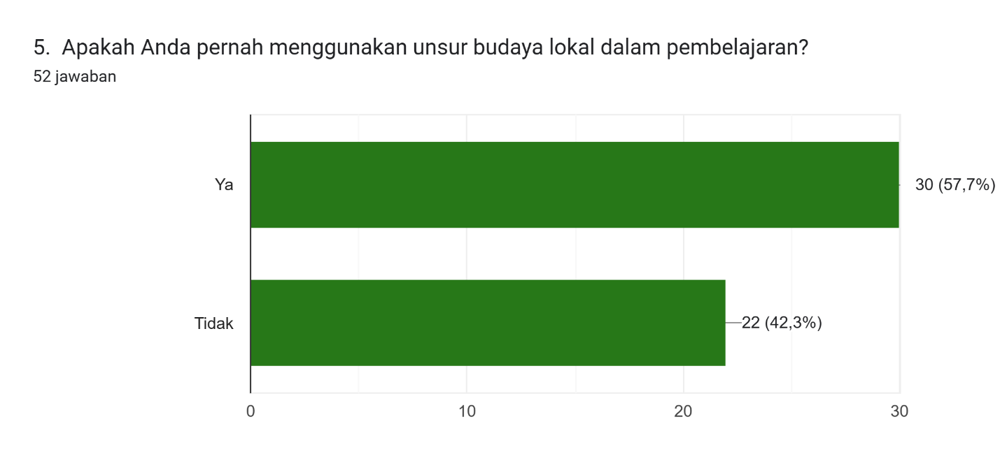 5. Apakah Anda pernah menggunakan unsur budaya lokal dalam pembelajaran?
52 jawaban
Ya
30 (57,7%)
Tidak
22 (42,3%)
0 10 20 30